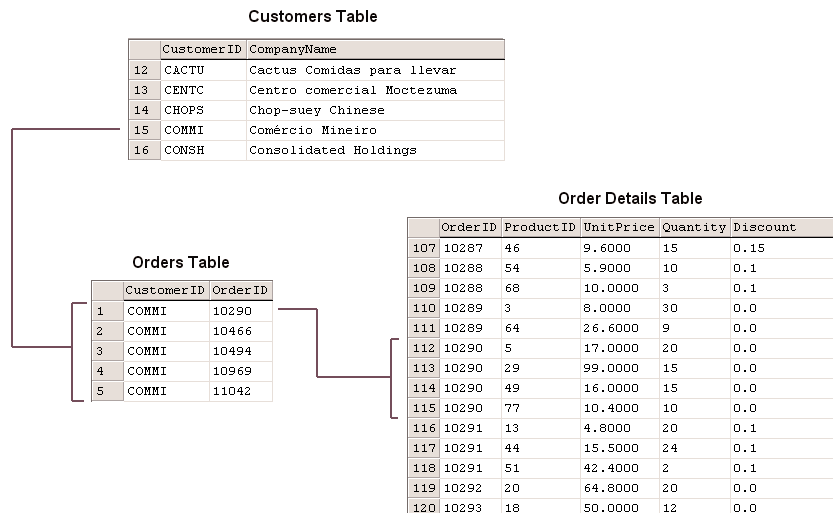 Customers Table
CustomerID CompanyName
12 CACTU Cactus Comidas para llevar
13 CENTC Centro comercial Moctezuma
14 CHOPS Chop-suey Chinese
15 COMMI Comércio Mineiro
16 CONSH Consolidated Holdings
Orders Table
CustomerID OrderID
1 COMMI 10290
2 COMMI 10466
3 COMMI 10494
4 COMMI 10969
5 COMMI 11042
Order Details Table
OrderID ProductID UnitPrice Quantity Discount
107 10287 46 9.6000 15 0.15
108 10288 54 5.9000 10 0.1
109 10288 68 10.0000 3 0.1
110 10289 3 8.0000 30 0.0
111 10289 64 26.6000 9 0.0
112 10290 5 17.0000 20 0.0
113 10290 29 99.0000 15 0.0
114 10290 49 16.0000 15 0.0
115 10290 77 10.4000 10 0.0
116 10291 13 4.8000 20 0.1
117 10291 44 15.5000 24 0.1
118 10291 51 42.4000 2 0.1
119 10292 20 64.8000 20 0.0
120 10293 18 50.0000 12 0.0